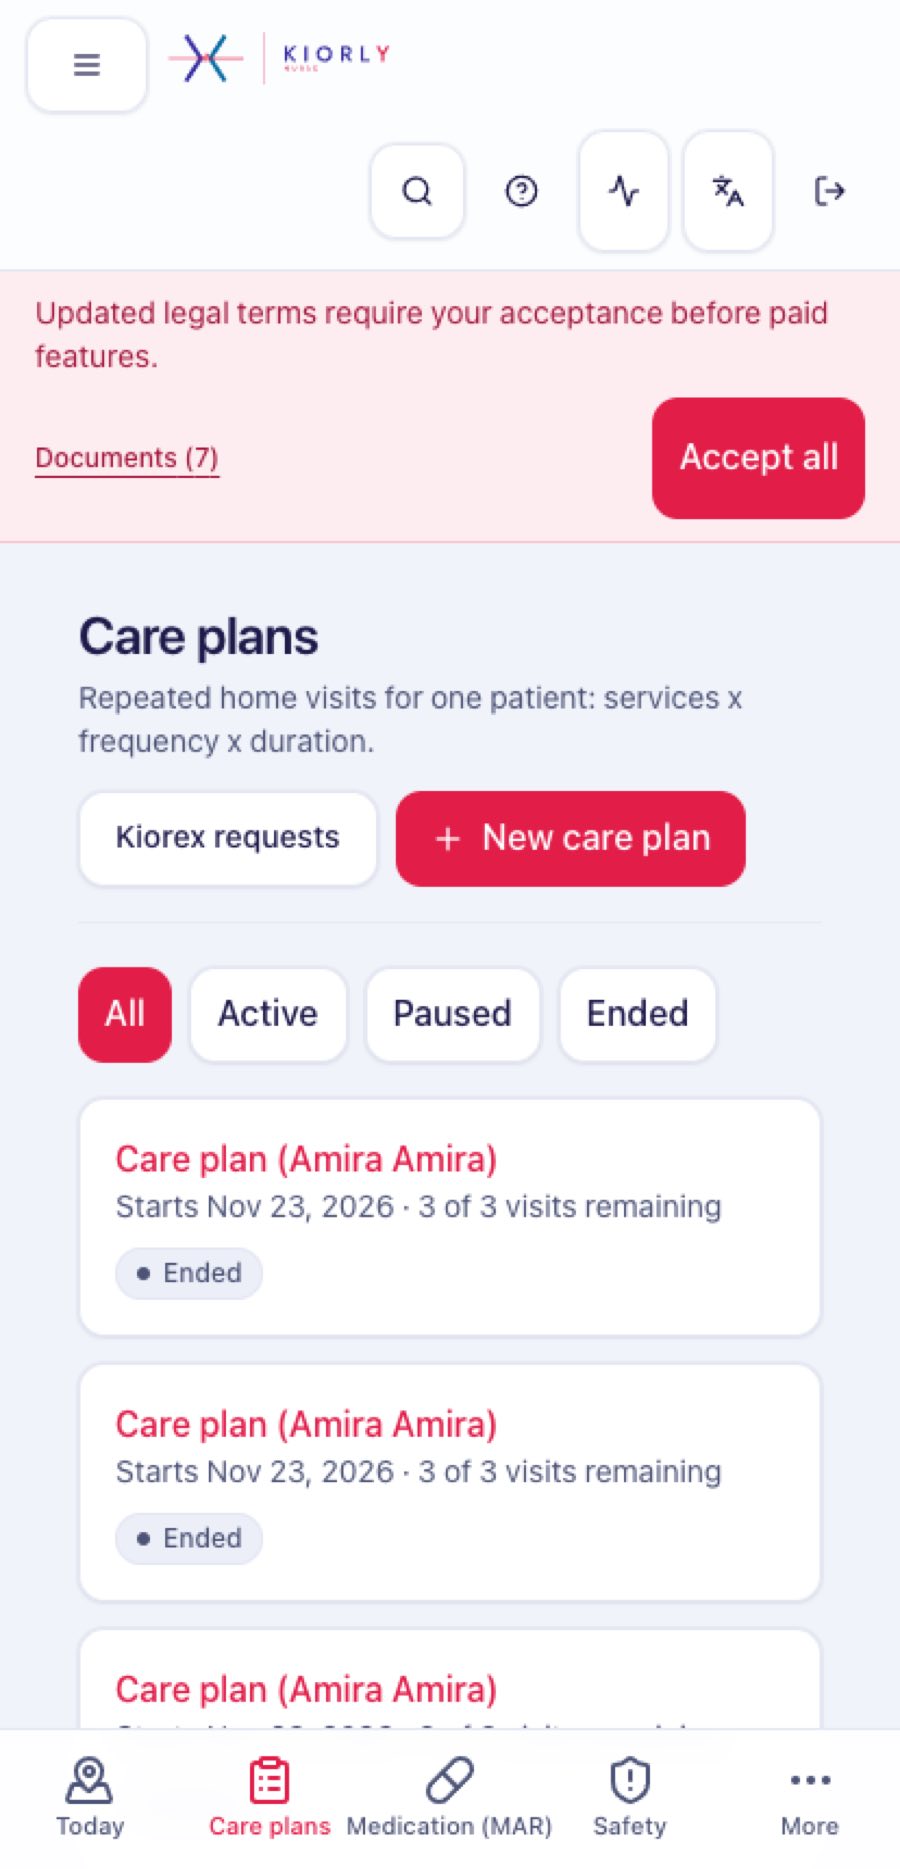 KIORLY
NURSE
Updated legal terms require your acceptance before paid
features.
Documents (7)
Accept all
Care plans
Repeated home visits for one patient: services x
frequency x duration.
Kiorex requests
+ New care plan
All
Active
Paused
Ended
Care plan (Amira Amira)
Starts Nov 23, 2026 · 3 of 3 visits remaining
Ended
Care plan (Amira Amira)
Starts Nov 23, 2026 · 3 of 3 visits remaining
Ended
Care plan (Amira Amira)
Today
Care plans
Medication (MAR)
Safety
More